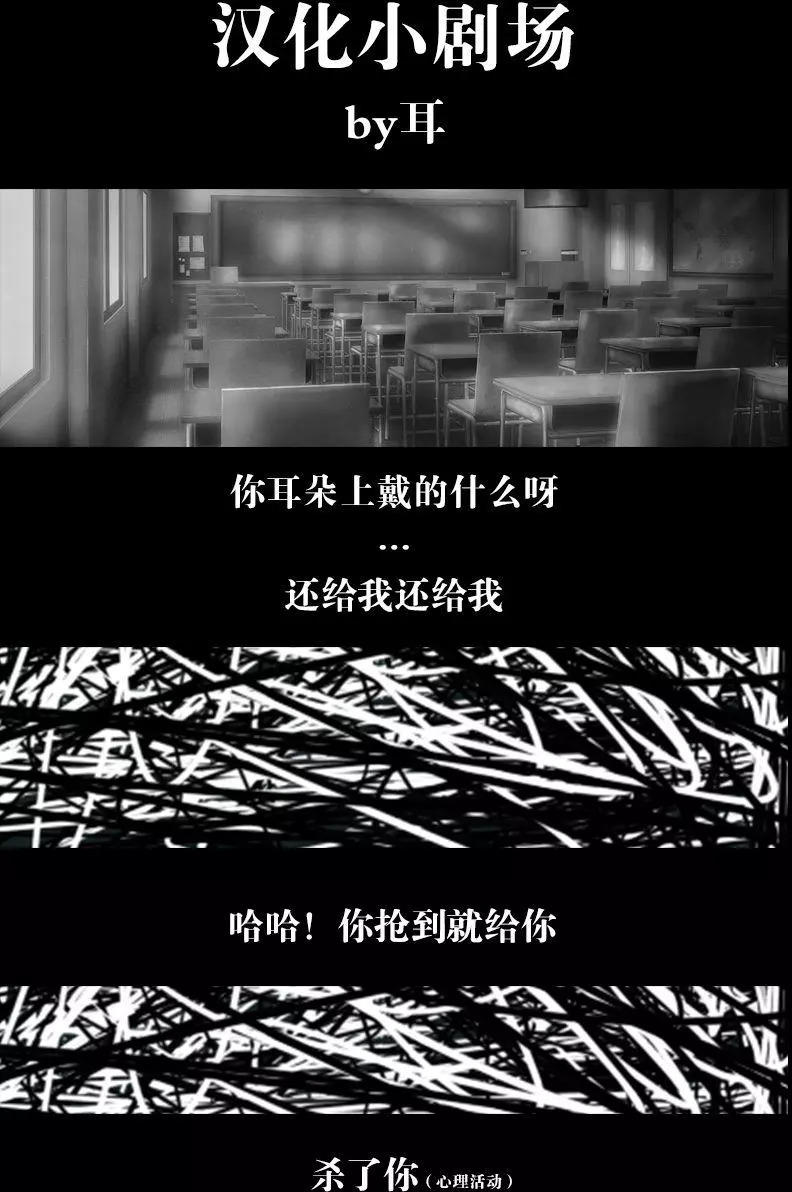 汉化小剧场
by耳
你耳朵上戴的什么呀
...
还给我还给我
哈哈！你抢到就给你
杀了你（心理活动）